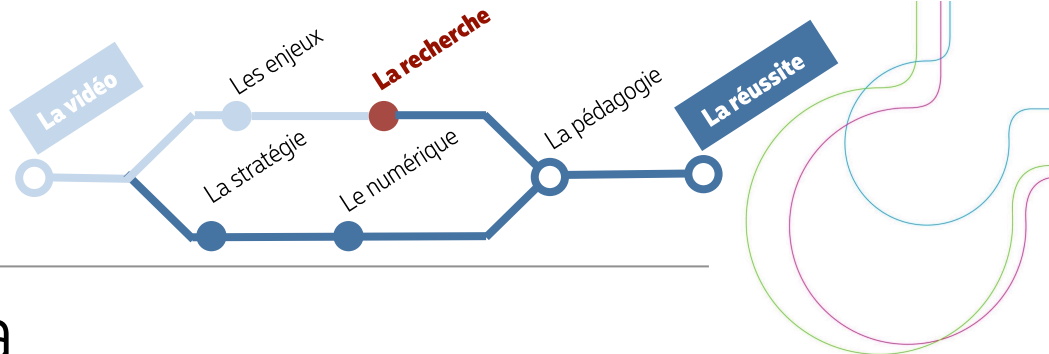 La vidéo
Les enjeux
La recherche
La stratégie
Le numérique
La pédagogie
La réussite